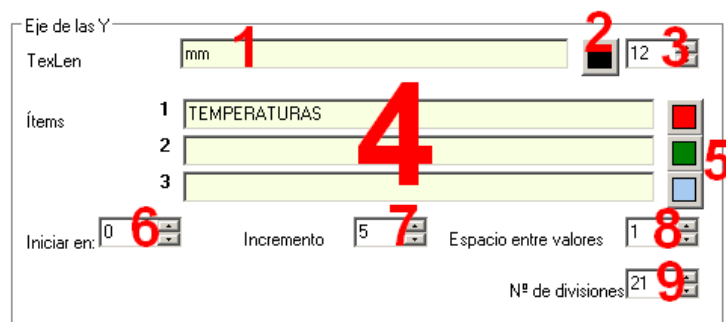 Eje de las Y
TexLen mm 1 2 12 3
Ítems 1 TEMPERATURAS
2 4 5
3
Iniciar en: 0 6 Incremento 5 7 Espacio entre valores 1 8
Nº de divisiones 21 9